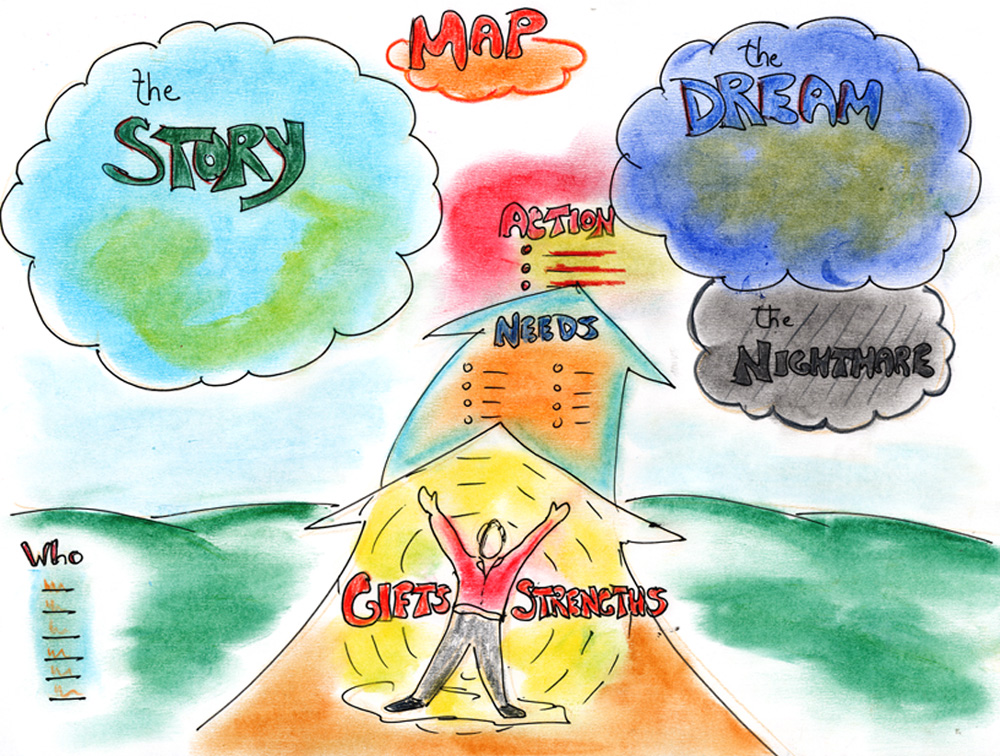 MAP
the
STORY
the
DREAM
ACTION
NEEDS
the
NIGHTMARE
Who
GIFTS STRENGTHS